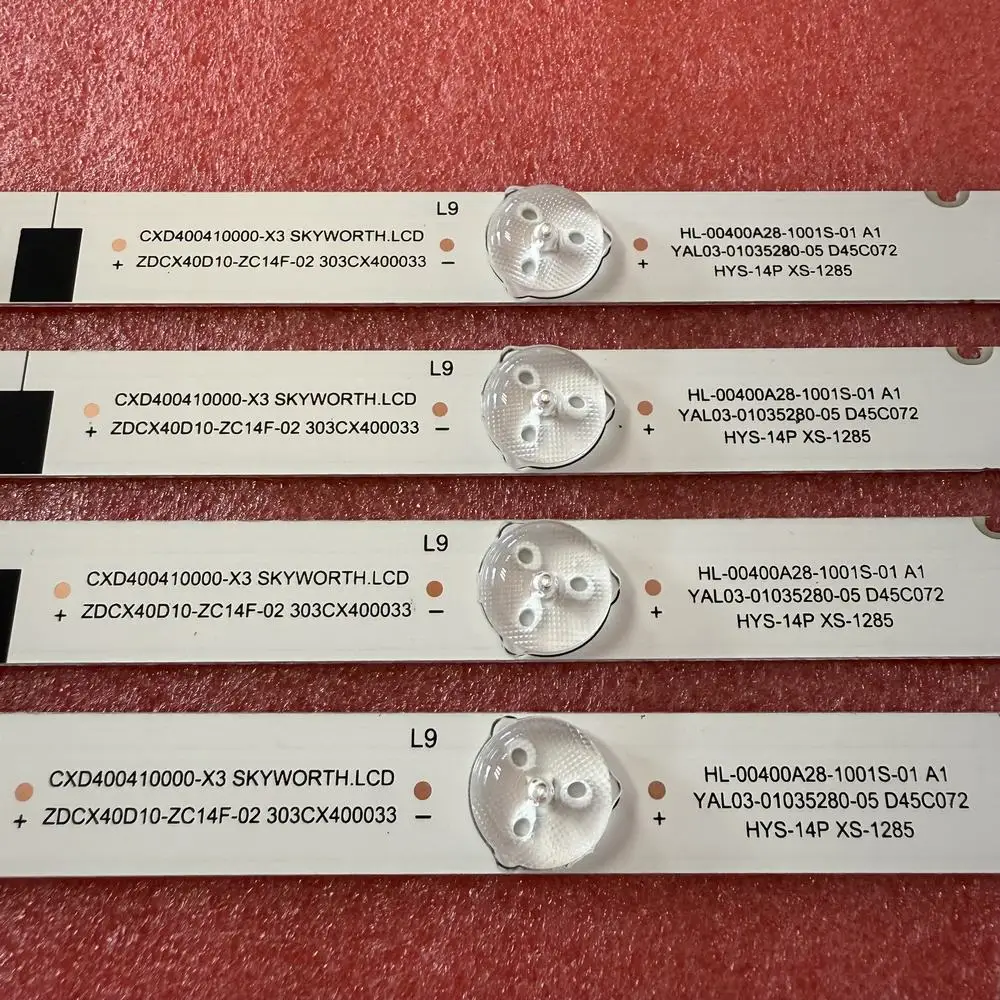 L9
CXD400410000-X3 SKYWORTH.LCD
+ ZDCX40D10-ZC14F-02 303CX400033 −
HL-00400A28-1001S-01 A1
YAL03-01035280-05 D45C072
+ HYS-14P XS-1285
L9
CXD400410000-X3 SKYWORTH.LCD
+ ZDCX40D10-ZC14F-02 303CX400033 −
HL-00400A28-1001S-01 A1
YAL03-01035280-05 D45C072
+ HYS-14P XS-1285
L9
CXD400410000-X3 SKYWORTH.LCD
+ ZDCX40D10-ZC14F-02 303CX400033 −
HL-00400A28-1001S-01 A1
YAL03-01035280-05 D45C072
+ HYS-14P XS-1285
L9
CXD400410000-X3 SKYWORTH.LCD
+ ZDCX40D10-ZC14F-02 303CX400033 −
HL-00400A28-1001S-01 A1
YAL03-01035280-05 D45C072
+ HYS-14P XS-1285